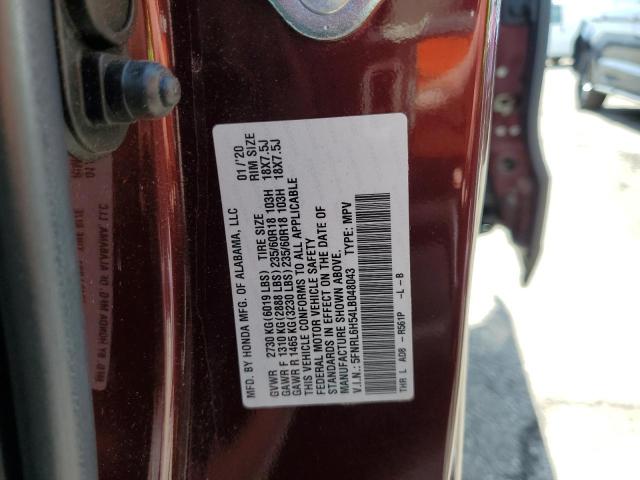 MFD. BY HONDA MFG. OF ALABAMA, LLC 01/'20
GVWR 2730 KG (6019 LBS) TIRE SIZE RIM SIZE
GAWR F 1310 KG (2888 LBS) 235/60R18 103H 18X7.5J
GAWR R 1465 KG (3230 LBS) 235/60R18 103H 18X7.5J
THIS VEHICLE CONFORMS TO ALL APPLICABLE
FEDERAL MOTOR VEHICLE SAFETY
STANDARDS IN EFFECT ON THE DATE OF
MANUFACTURE SHOWN ABOVE.
V.I.N.: 5FNRL6H54LB048043 TYPE: MPV
THR L AD8 - R561P -L - B